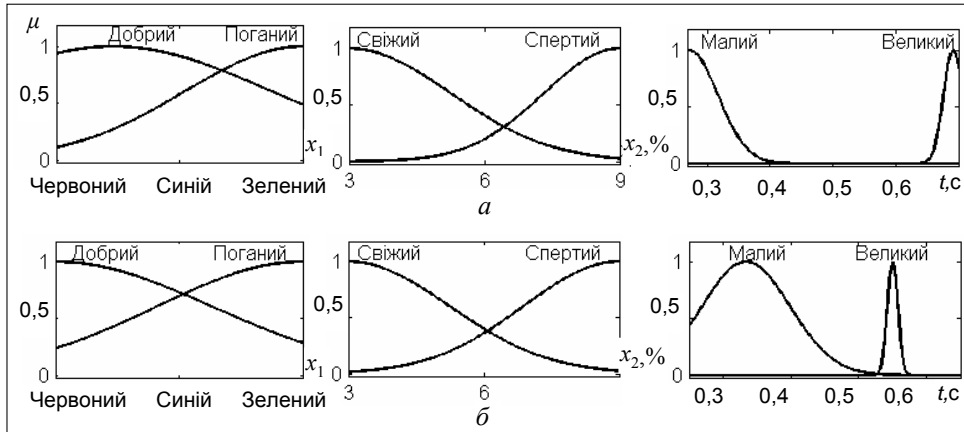 μ
Добрий Поганий Свіжий Спертий Малий Великий
1 1 1
0,5 0,5 0,5
0 x₁ 0 x₂,% 0
Червоний Синій Зелений 3 6 9 0,3 0,4 0,5 0,6 t,с
а
Добрий Поганий Свіжий Спертий Малий Великий
1 1 1
0,5 0,5 0,5
0 x₁ 0 x₂,% 0
Червоний Синій Зелений 3 6 9 0,3 0,4 0,5 0,6 t,с
б